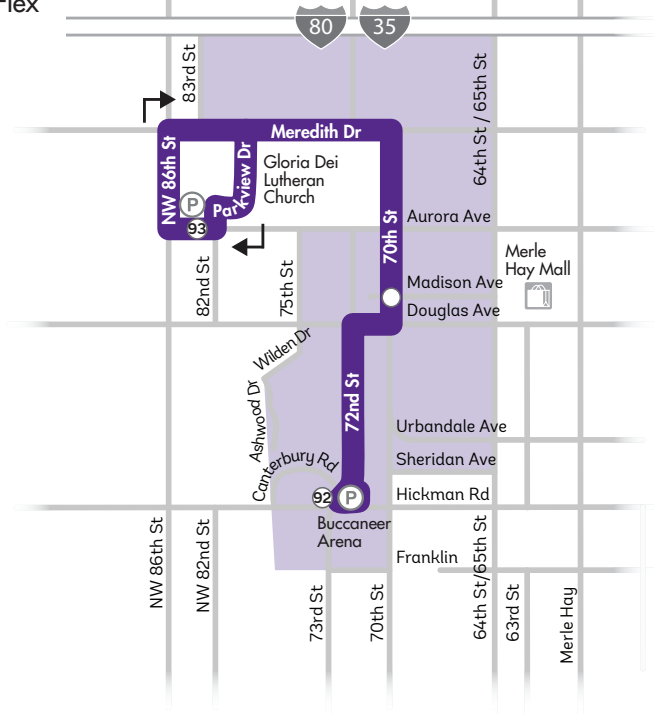 Flex
80
35
83rd St
64th St / 65th St
Meredith Dr
NW 86th St
Parkview Dr
Gloria Dei
Lutheran
Church
P
93
70th St
Aurora Ave
82nd St
75th St
Madison Ave
Merle
Hay Mall
Douglas Ave
Wilden Dr
72nd St
Ashwood Dr
Urbandale Ave
Canterbury Rd
Sheridan Ave
92
P
Hickman Rd
Buccaneer
Arena
NW 86th St
NW 82nd St
Franklin
73rd St
70th St
64th St/65th St
63rd St
Merle Hay